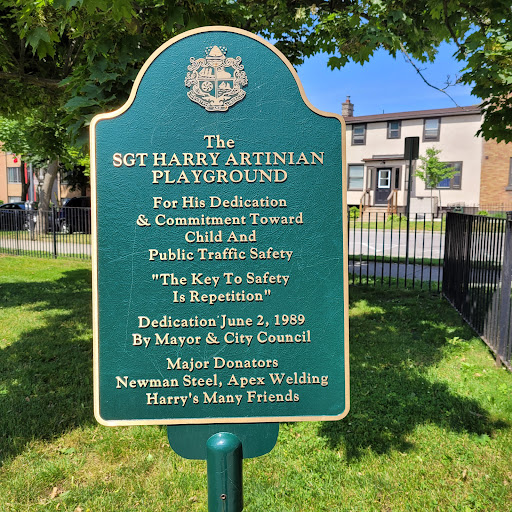 The
SGT HARRY ARTINIAN
PLAYGROUND
For His Dedication
& Commitment Toward
Child And
Public Traffic Safety
"The Key To Safety
Is Repetition"
Dedication June 2, 1989
By Mayor & City Council
Major Donators
Newman Steel, Apex Welding
Harry's Many Friends